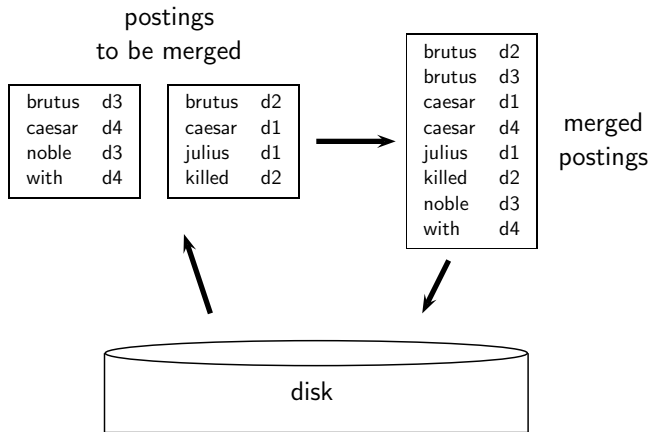 postings
to be merged
brutus d3
caesar d4
noble d3
with d4
brutus d2
caesar d1
julius d1
killed d2
brutus d2
brutus d3
caesar d1
caesar d4
julius d1
killed d2
noble d3
with d4
merged
postings
disk